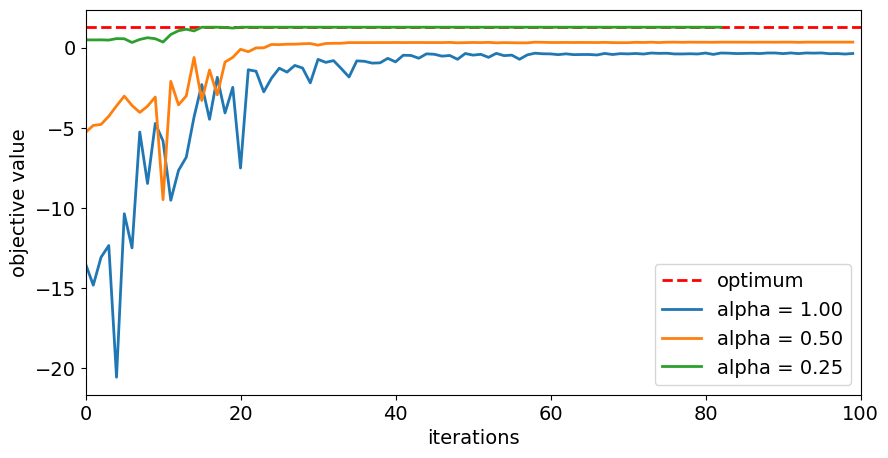 0
−5
−10
−15
−20
objective value
0 20 40 60 80 100
iterations
optimum
alpha = 1.00
alpha = 0.50
alpha = 0.25